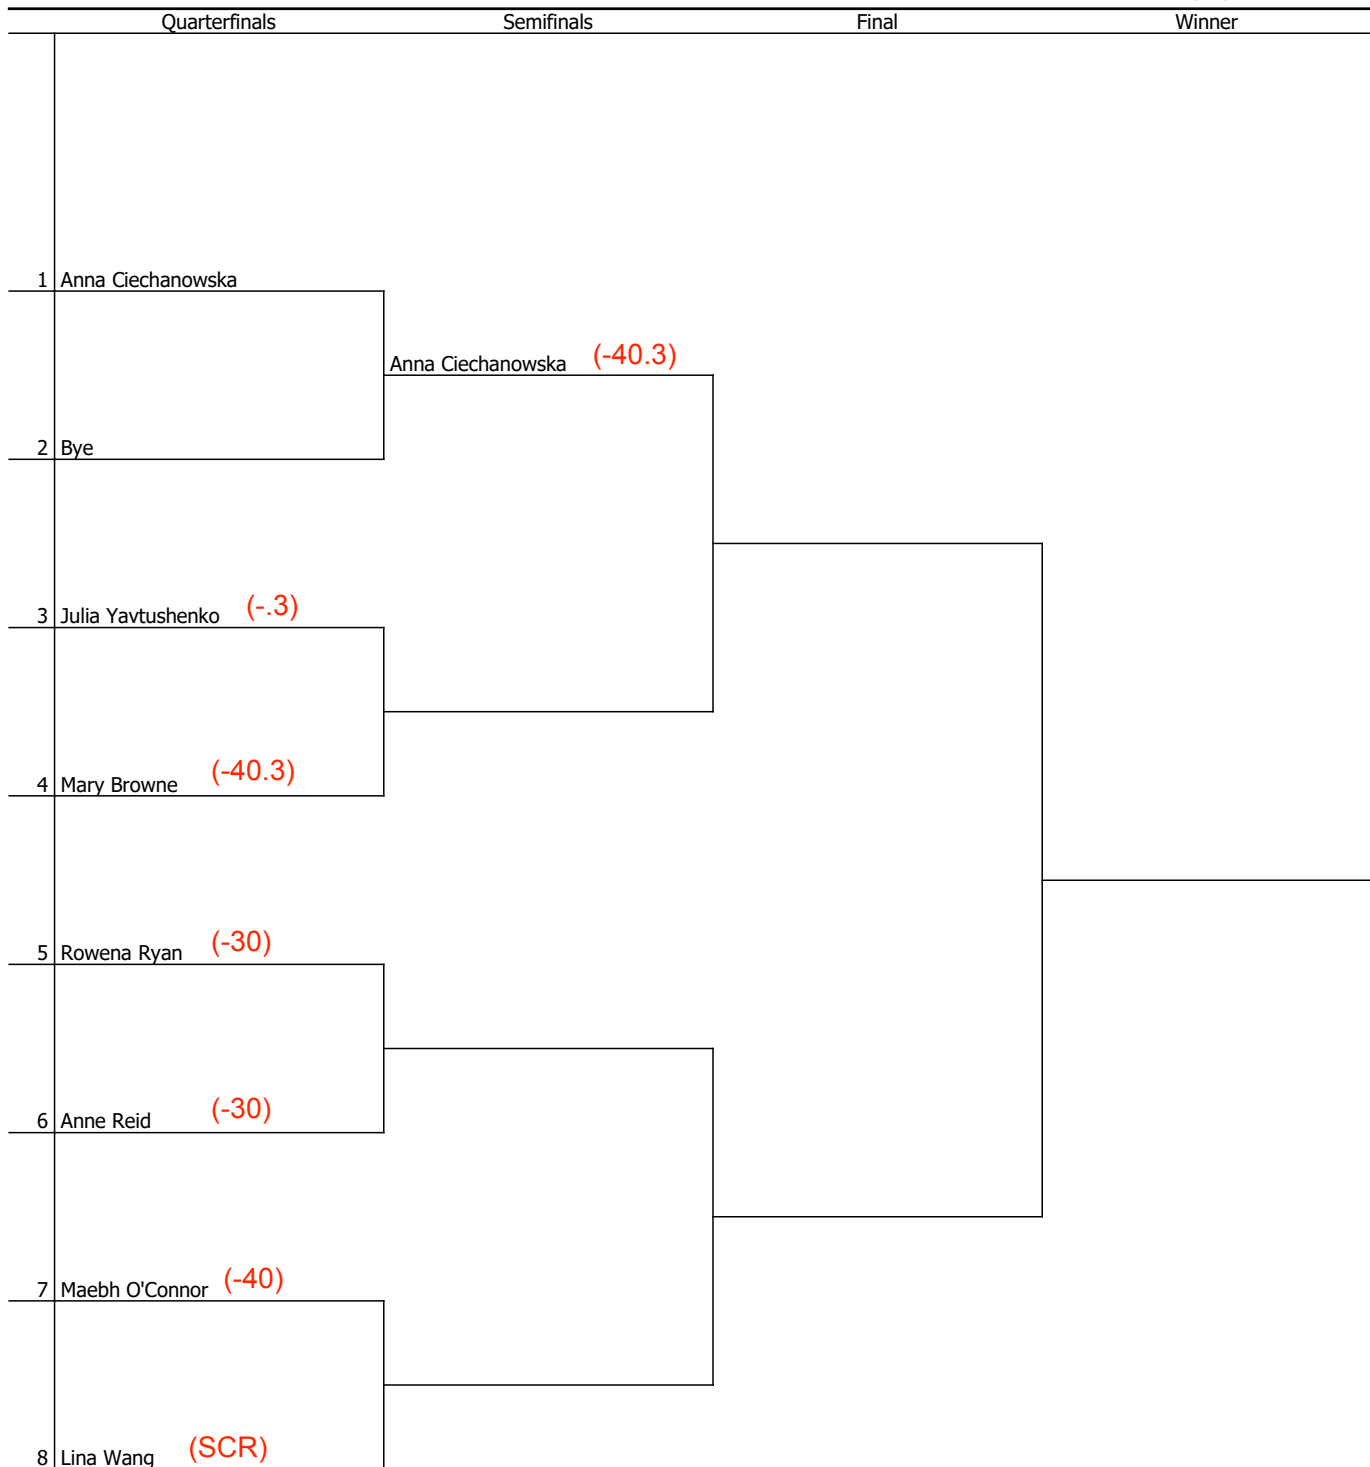 Quarterfinals Semifinals Final Winner
1 Anna Ciechanowska
Anna Ciechanowska (-40.3)
2 Bye
3 Julia Yavtushenko (-.3)
4 Mary Browne (-40.3)
5 Rowena Ryan (-30)
6 Anne Reid (-30)
7 Maebh O'Connor (-40)
8 Lina Wang (SCR)